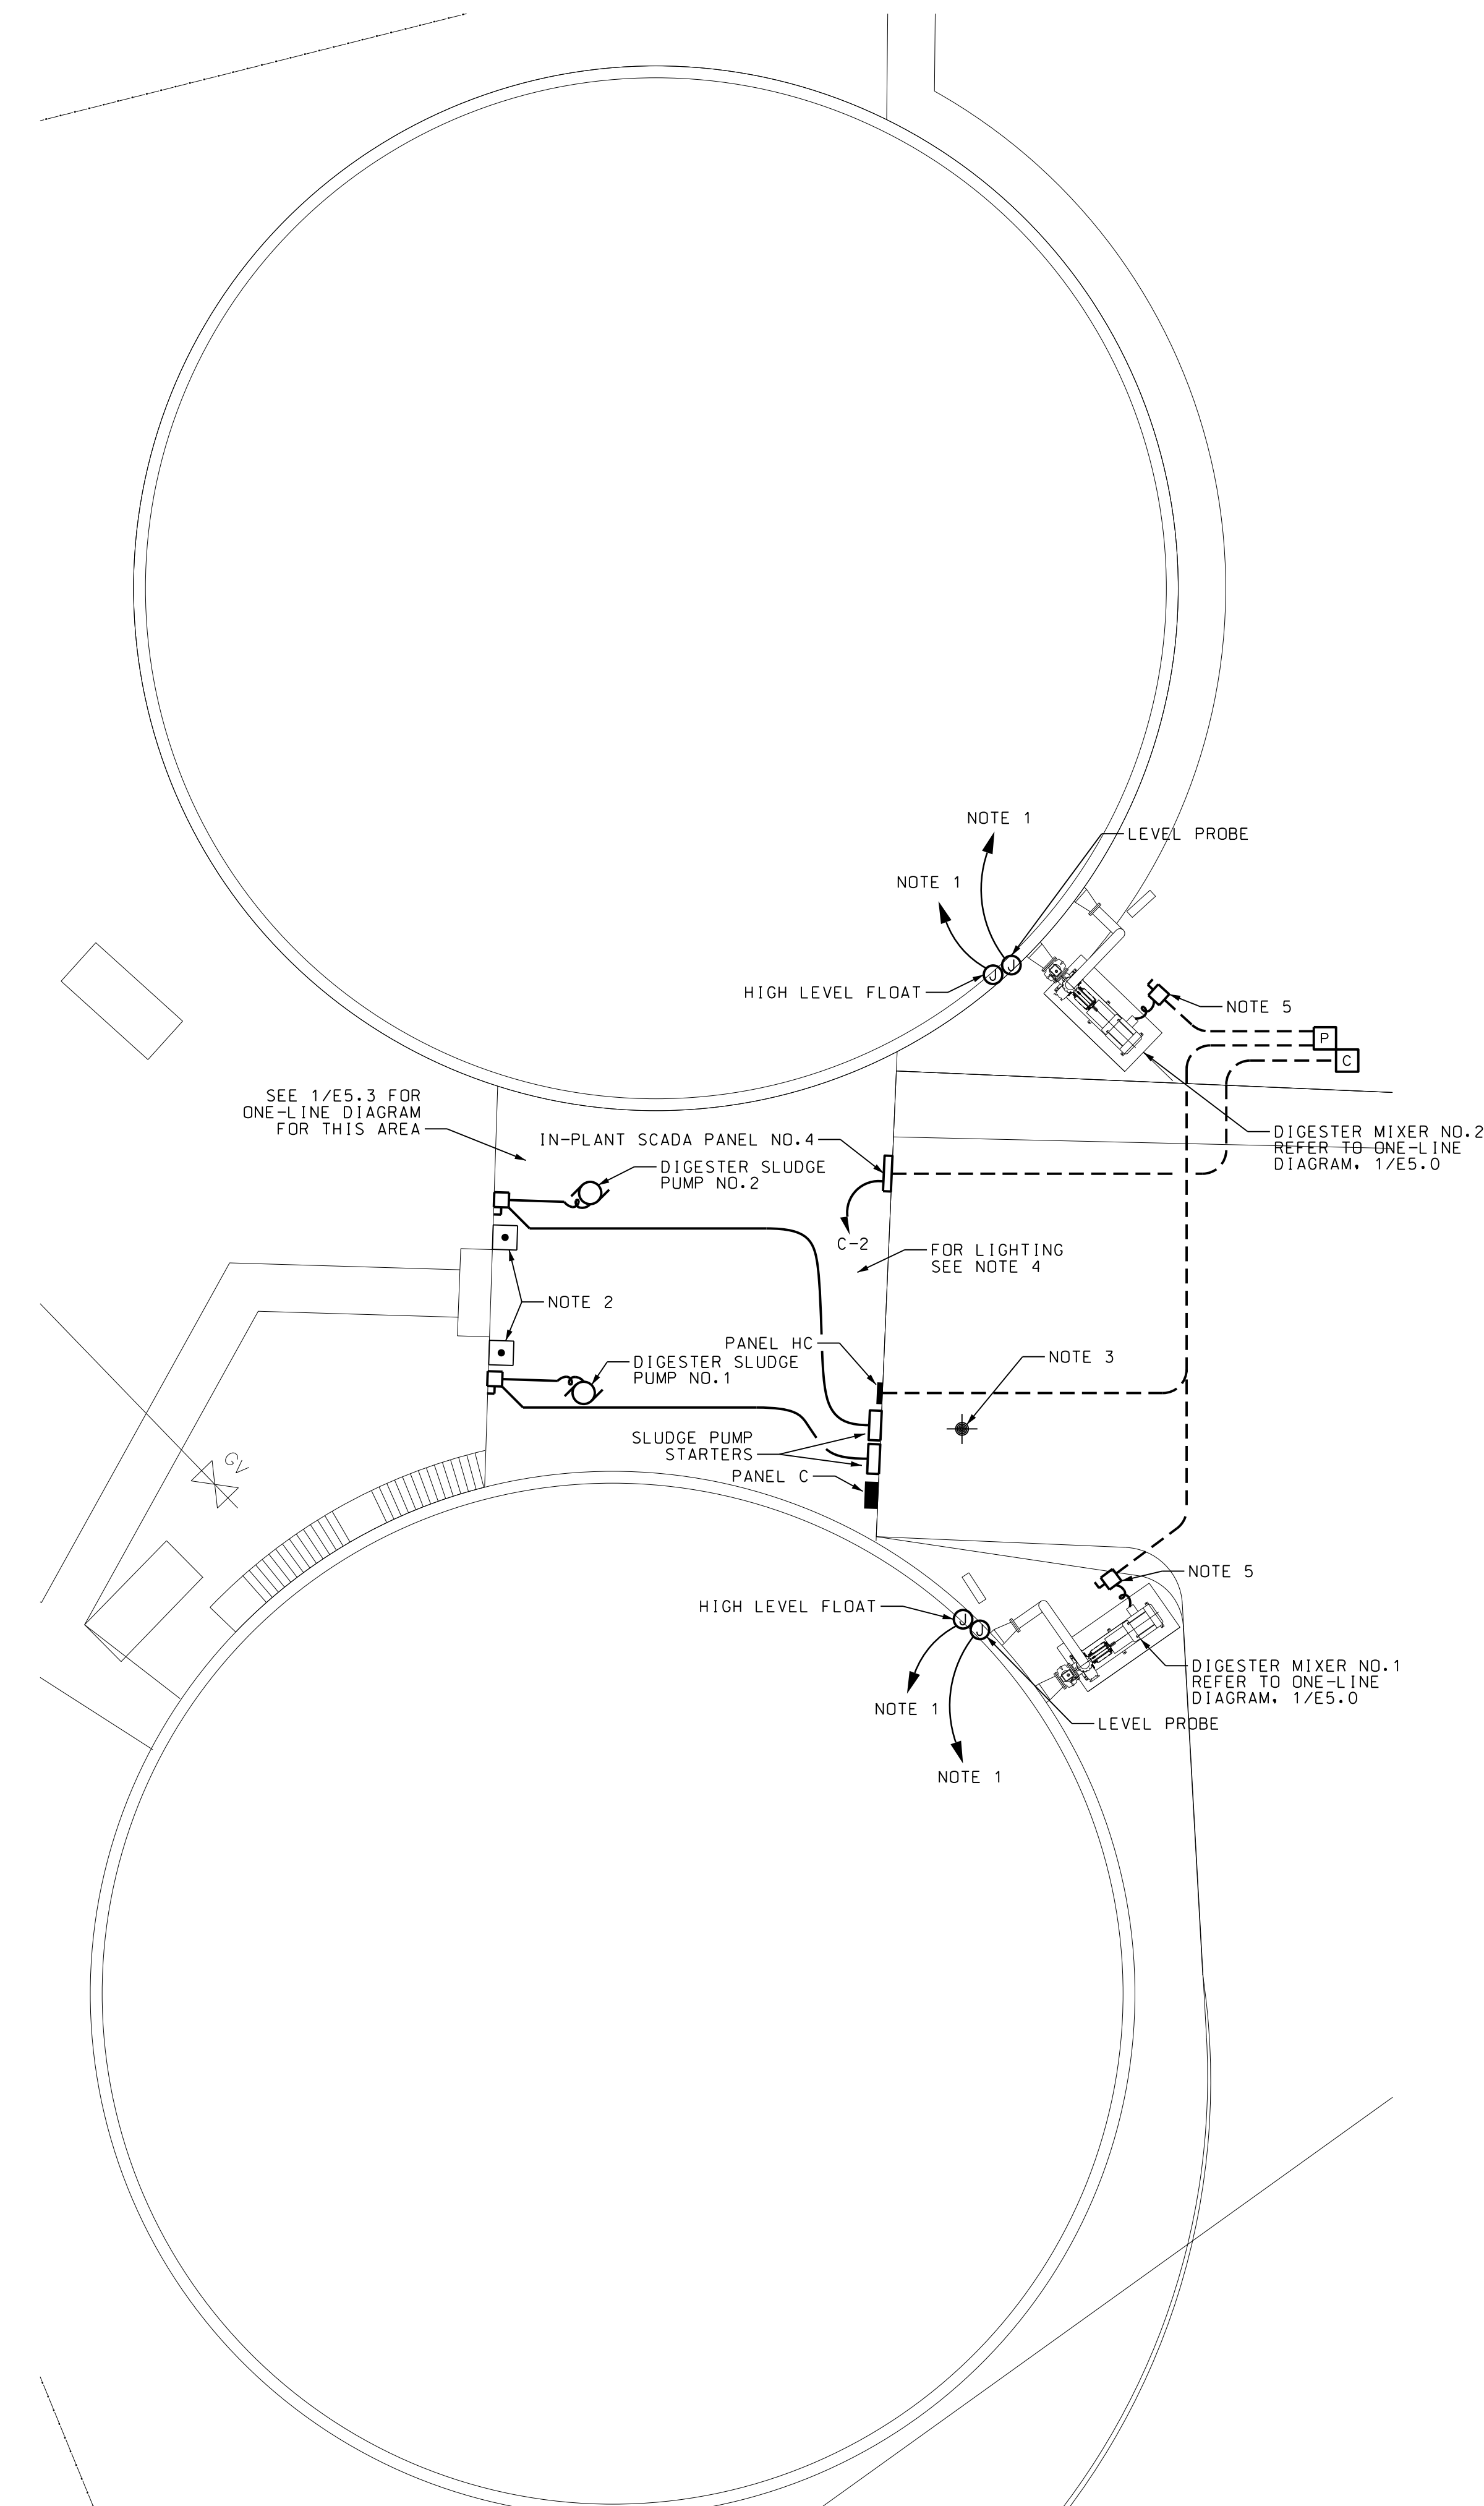 NOTE 1
LEVEL PROBE
NOTE 1
J
J
HIGH LEVEL FLOAT
NOTE 5
P
C
SEE 1/E5.3 FOR
ONE-LINE DIAGRAM
FOR THIS AREA
IN-PLANT SCADA PANEL NO.4
DIGESTER MIXER NO.2
REFER TO ONE-LINE
DIAGRAM, 1/E5.0
DIGESTER SLUDGE
PUMP NO.2
C-2
FOR LIGHTING
SEE NOTE 4
NOTE 2
PANEL HC
NOTE 3
DIGESTER SLUDGE
PUMP NO.1
SLUDGE PUMP
STARTERS
PANEL C
GV
NOTE 5
HIGH LEVEL FLOAT
J
J
DIGESTER MIXER NO.1
REFER TO ONE-LINE
DIAGRAM, 1/E5.0
NOTE 1
LEVEL PROBE
NOTE 1